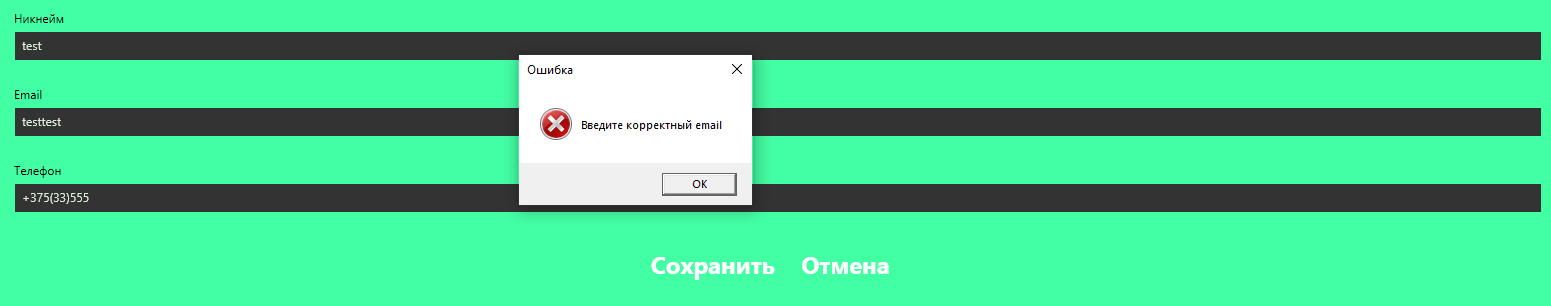 Никнейм
test
Email
testtest
Телефон
+375(33)555
Ошибка
Введите корректный email
OK
Сохранить Отмена